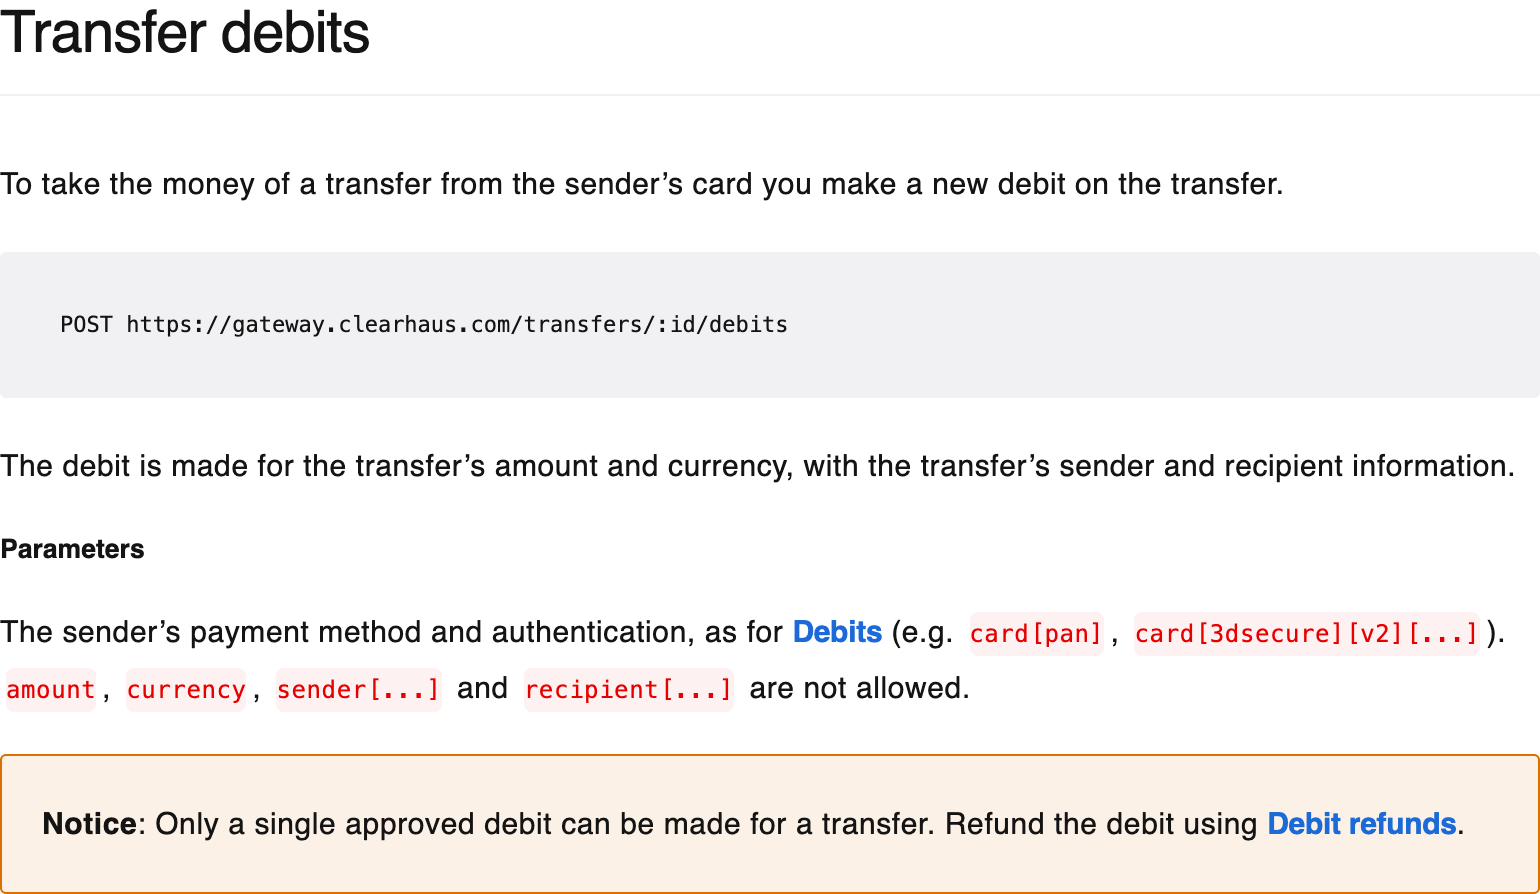 Transfer debits
To take the money of a transfer from the sender’s card you make a new debit on the transfer.
POST https://gateway.clearhaus.com/transfers/:id/debits
The debit is made for the transfer’s amount and currency, with the transfer’s sender and recipient information.
Parameters
The sender’s payment method and authentication, as for Debits (e.g. card[pan], card[3dsecure][v2][...]).
amount, currency, sender[...] and recipient[...] are not allowed.
Notice: Only a single approved debit can be made for a transfer. Refund the debit using Debit refunds.